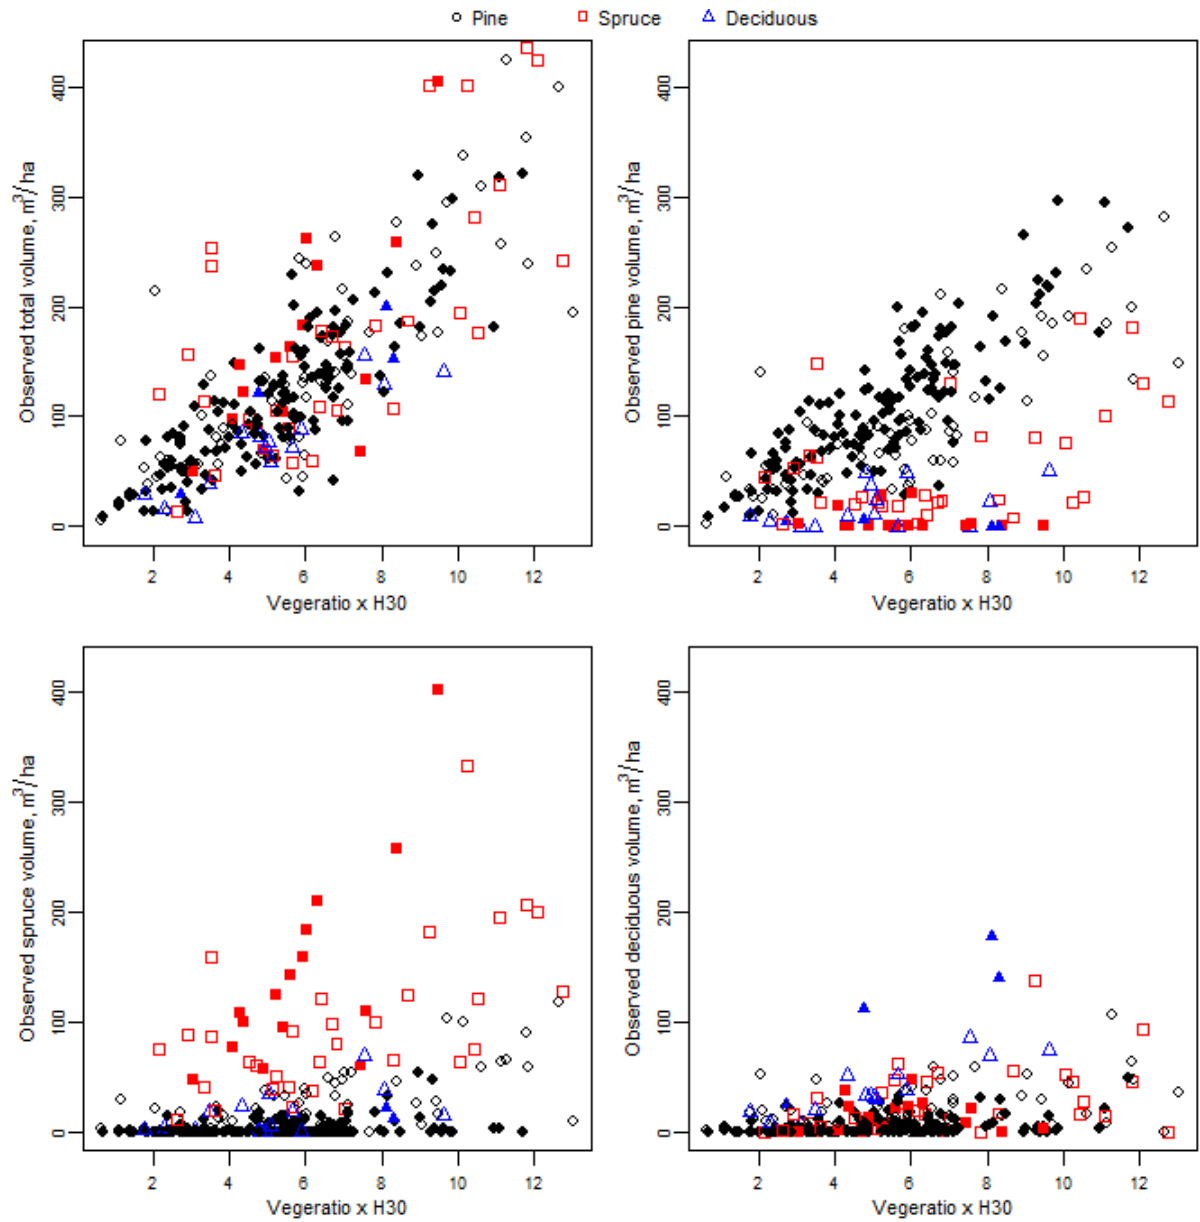 Pine Spruce Deciduous
Observed total volume, m³/ha
0 100 200 300 400
2 4 6 8 10 12
Vegeratio x H30
Observed pine volume, m³/ha
0 100 200 300 400
2 4 6 8 10 12
Vegeratio x H30
Observed spruce volume, m³/ha
0 100 200 300 400
2 4 6 8 10 12
Vegeratio x H30
Observed deciduous volume, m³/ha
0 100 200 300 400
2 4 6 8 10 12
Vegeratio x H30